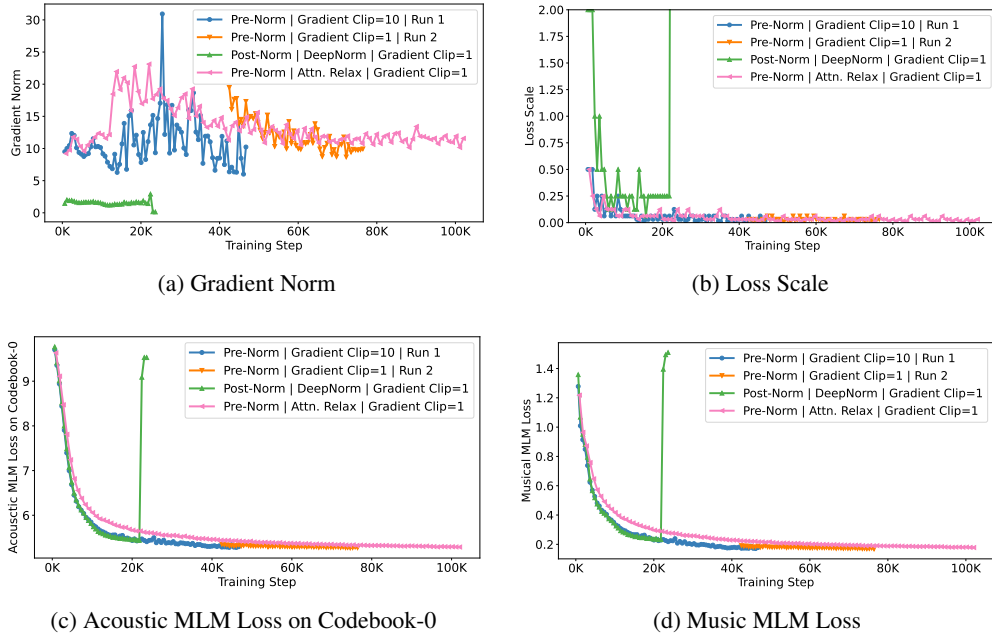 30
25
20
15
10
5
0
Gradient Norm
Pre-Norm | Gradient Clip=10 | Run 1
Pre-Norm | Gradient Clip=1 | Run 2
Post-Norm | DeepNorm | Gradient Clip=1
Pre-Norm | Attn. Relax | Gradient Clip=1
0K 20K 40K 60K 80K 100K
Training Step
(a) Gradient Norm
2.00
1.75
1.50
1.25
1.00
0.75
0.50
0.25
0.00
Loss Scale
Pre-Norm | Gradient Clip=10 | Run 1
Pre-Norm | Gradient Clip=1 | Run 2
Post-Norm | DeepNorm | Gradient Clip=1
Pre-Norm | Attn. Relax | Gradient Clip=1
0K 20K 40K 60K 80K 100K
Training Step
(b) Loss Scale
9
8
7
6
Acousctic MLM Loss on Codebook-0
Pre-Norm | Gradient Clip=10 | Run 1
Pre-Norm | Gradient Clip=1 | Run 2
Post-Norm | DeepNorm | Gradient Clip=1
Pre-Norm | Attn. Relax | Gradient Clip=1
0K 20K 40K 60K 80K 100K
Training Step
(c) Acoustic MLM Loss on Codebook-0
1.4
1.2
1.0
0.8
0.6
0.4
0.2
Musical MLM Loss
Pre-Norm | Gradient Clip=10 | Run 1
Pre-Norm | Gradient Clip=1 | Run 2
Post-Norm | DeepNorm | Gradient Clip=1
Pre-Norm | Attn. Relax | Gradient Clip=1
0K 20K 40K 60K 80K 100K
Training Step
(d) Music MLM Loss